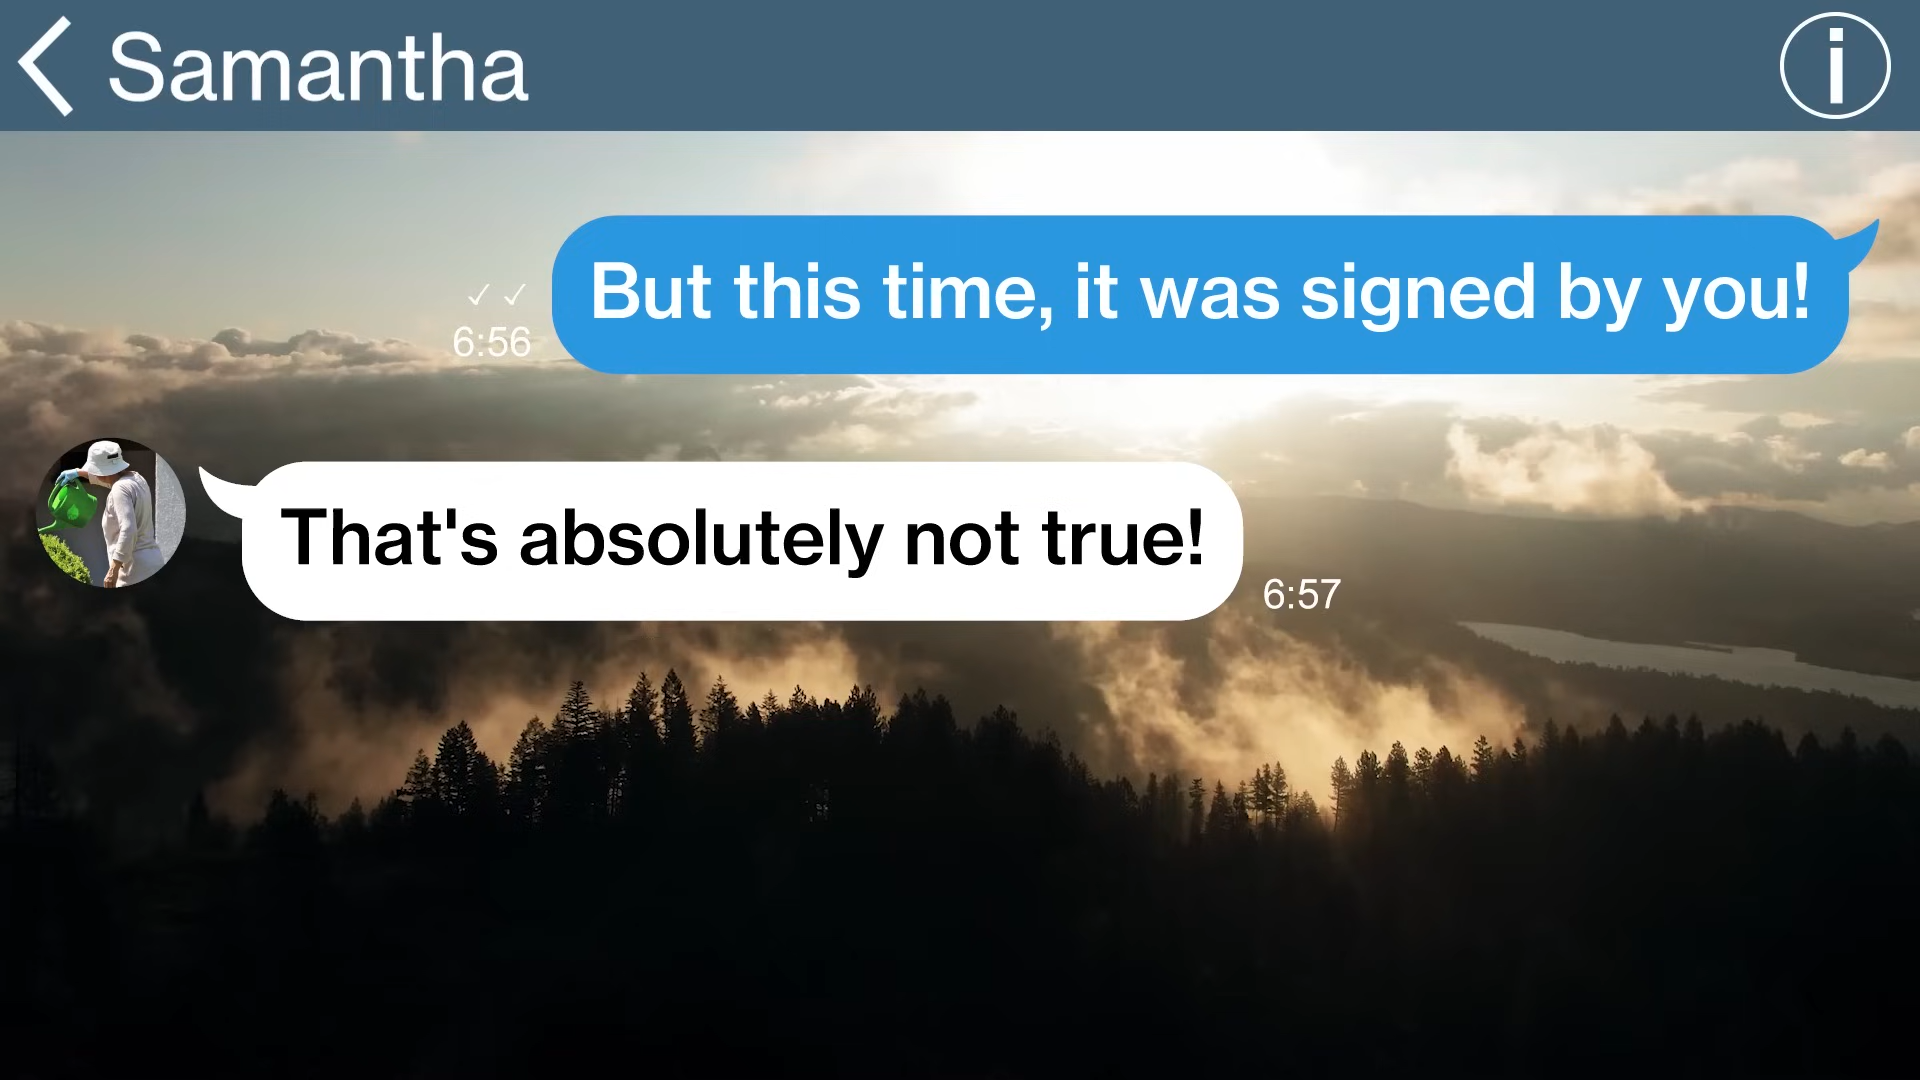 Samantha
But this time, it was signed by you!
✓ ✓
6:56
That's absolutely not true!
6:57